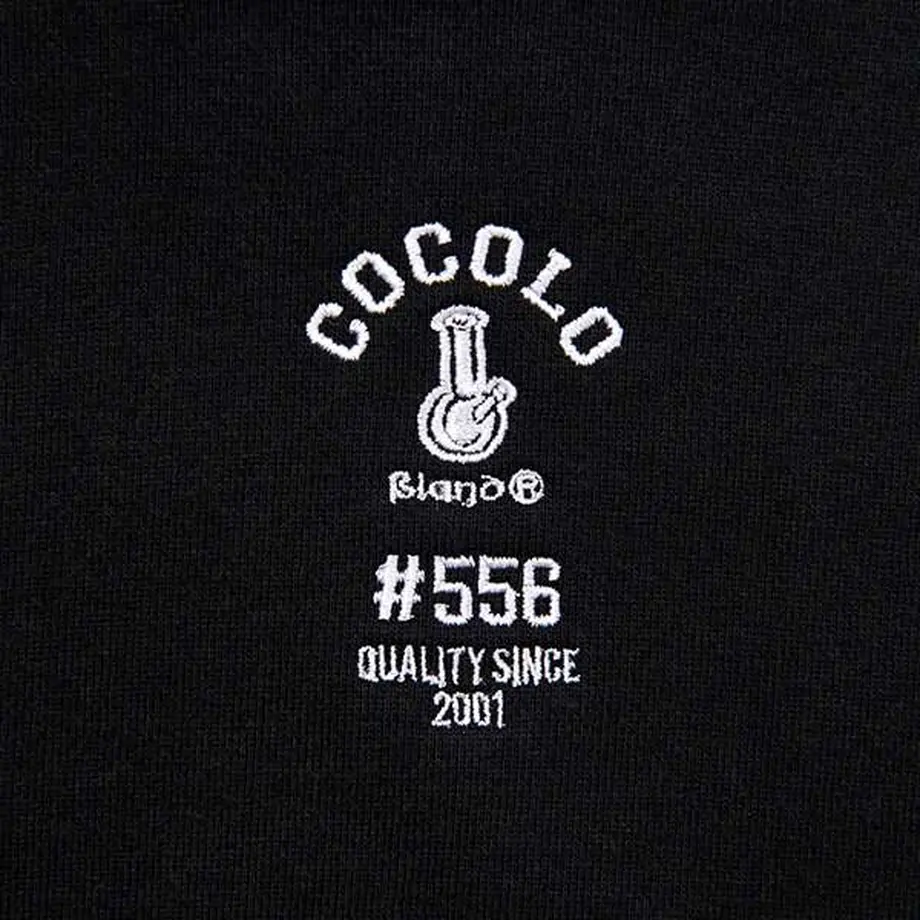 COCOLO
Bland®
#556
QUALITY SINCE
2001